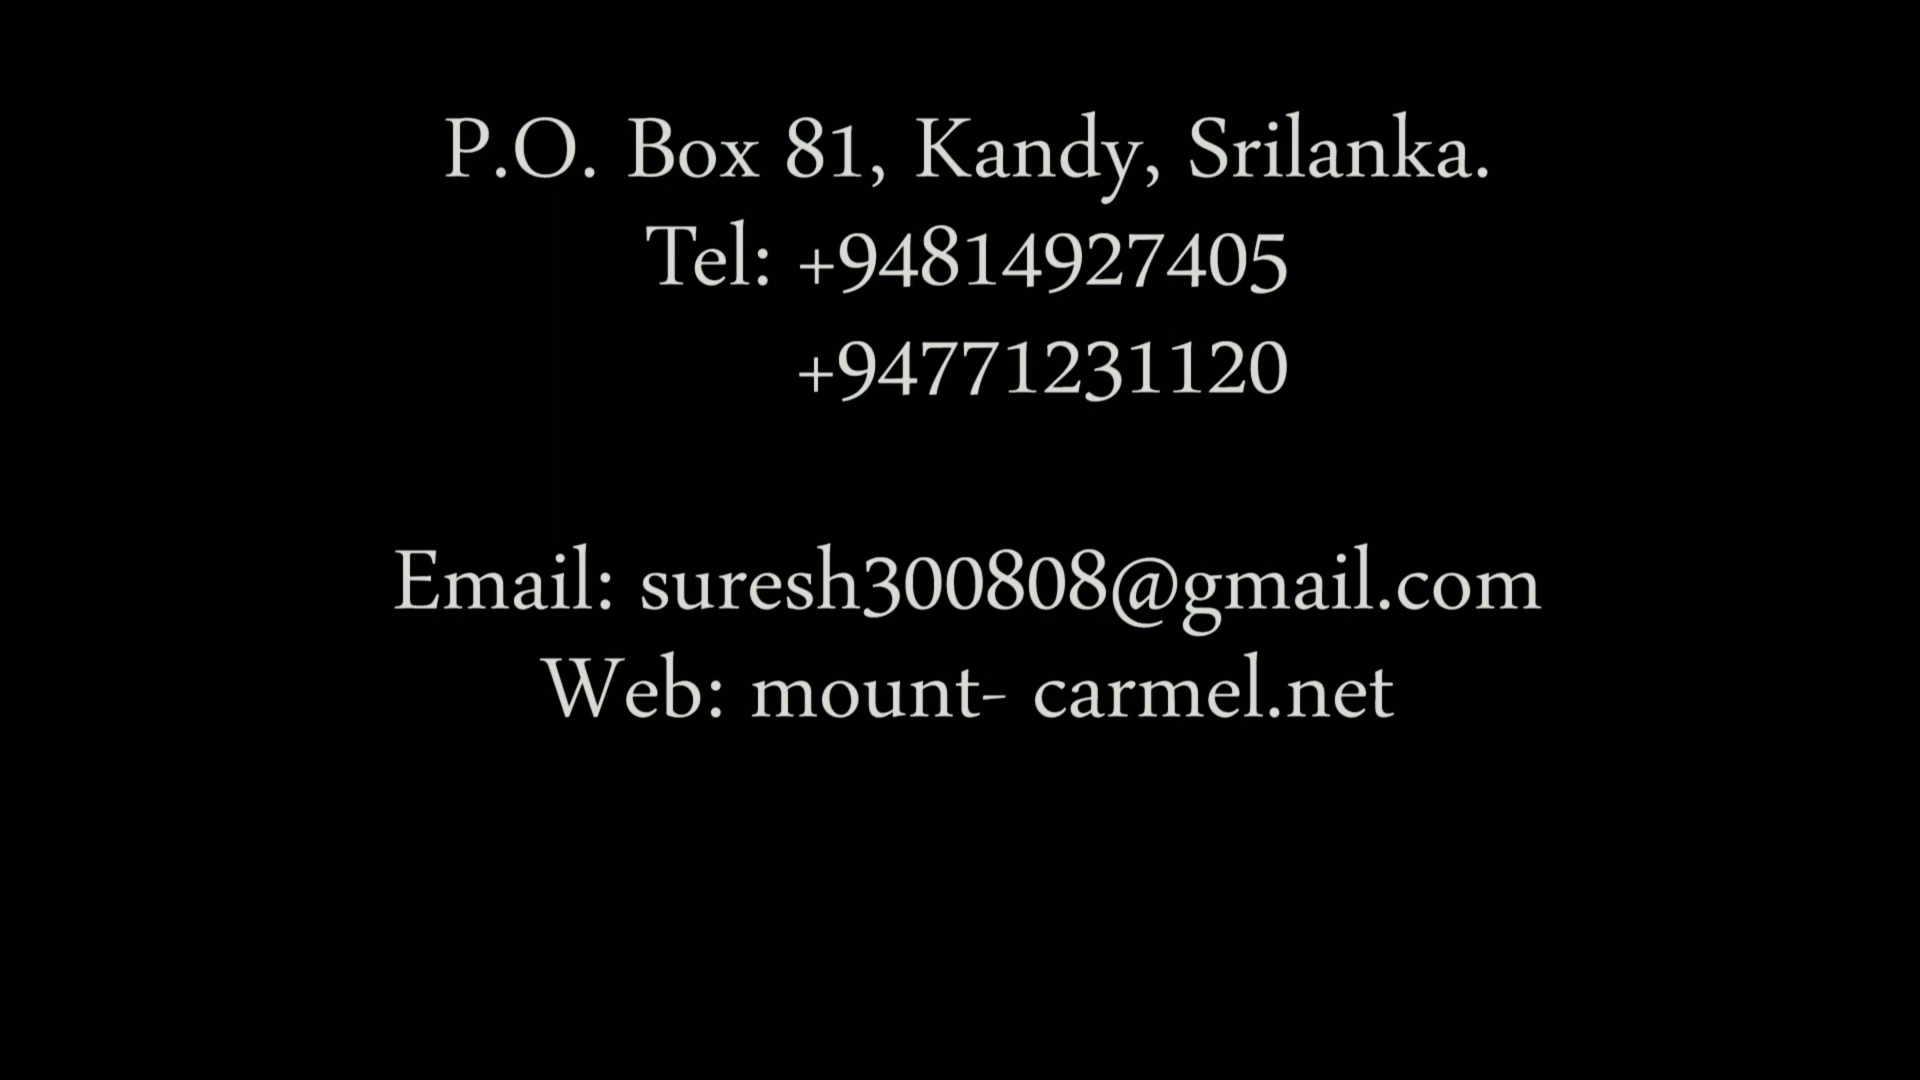 P.O. Box 81, Kandy, Srilanka.
Tel: +94814927405
+94771231120
Email: suresh300808@gmail.com
Web: mount- carmel.net